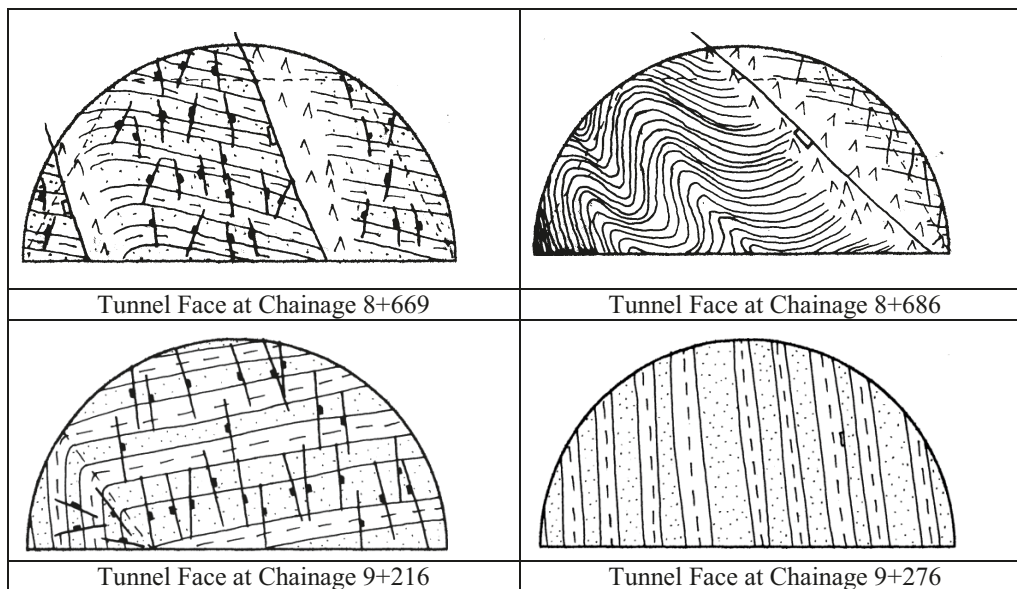 Tunnel Face at Chainage 8+669
Tunnel Face at Chainage 8+686
Tunnel Face at Chainage 9+216
Tunnel Face at Chainage 9+276